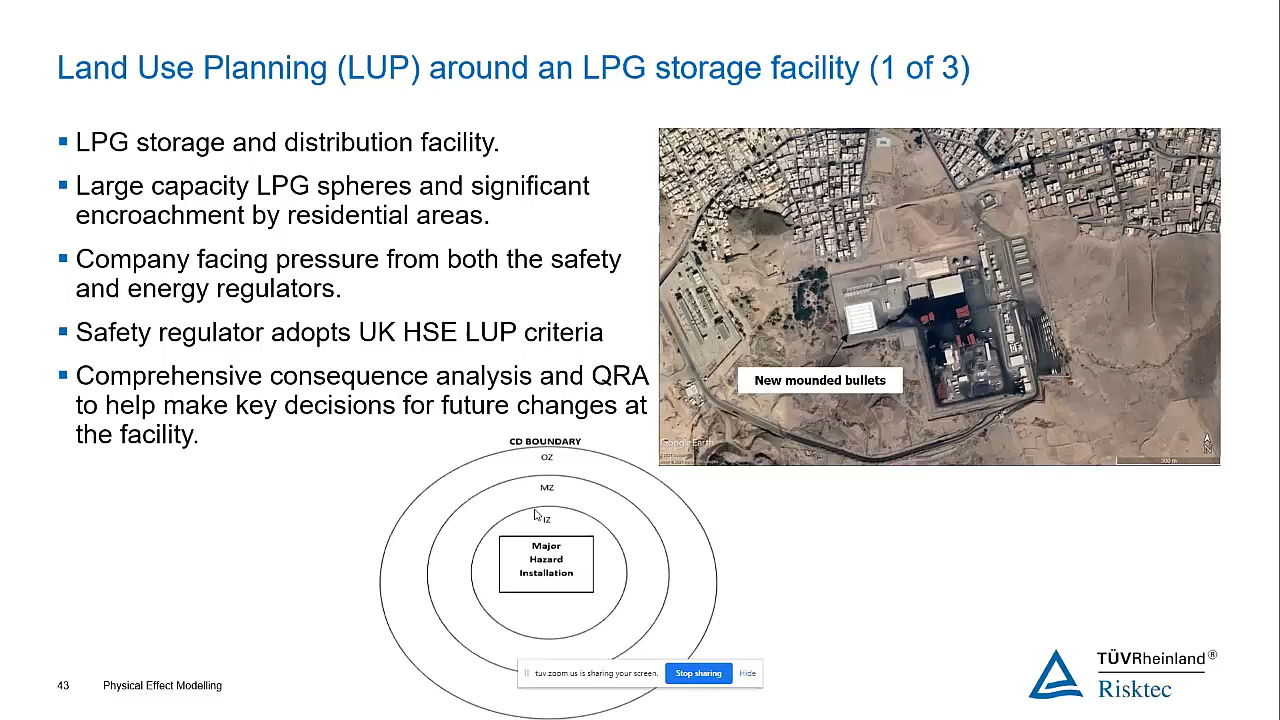 Land Use Planning (LUP) around an LPG storage facility (1 of 3)
LPG storage and distribution facility.
Large capacity LPG spheres and significant
encroachment by residential areas.
Company facing pressure from both the safety
and energy regulators.
Safety regulator adopts UK HSE LUP criteria
Comprehensive consequence analysis and QRA
to help make key decisions for future changes at
the facility.
New mounded bullets
Google Earth
N
300 m
CD BOUNDARY
OZ
MZ
IZ
Major
Hazard
Installation
tuv.zoom.us is sharing your screen.
Stop sharing
Hide
43
Physical Effect Modelling
TÜVRheinland®
Risktec